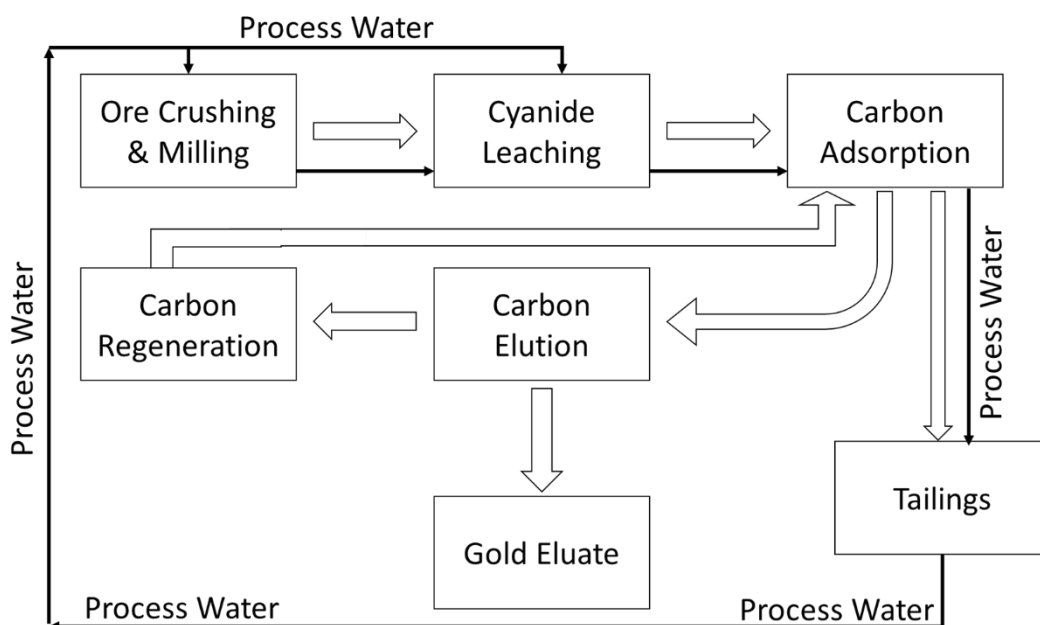 Process Water
Ore Crushing
& Milling
Cyanide
Leaching
Carbon
Adsorption
Process Water
Carbon
Regeneration
Carbon
Elution
Process Water
Gold Eluate
Tailings
Process Water
Process Water